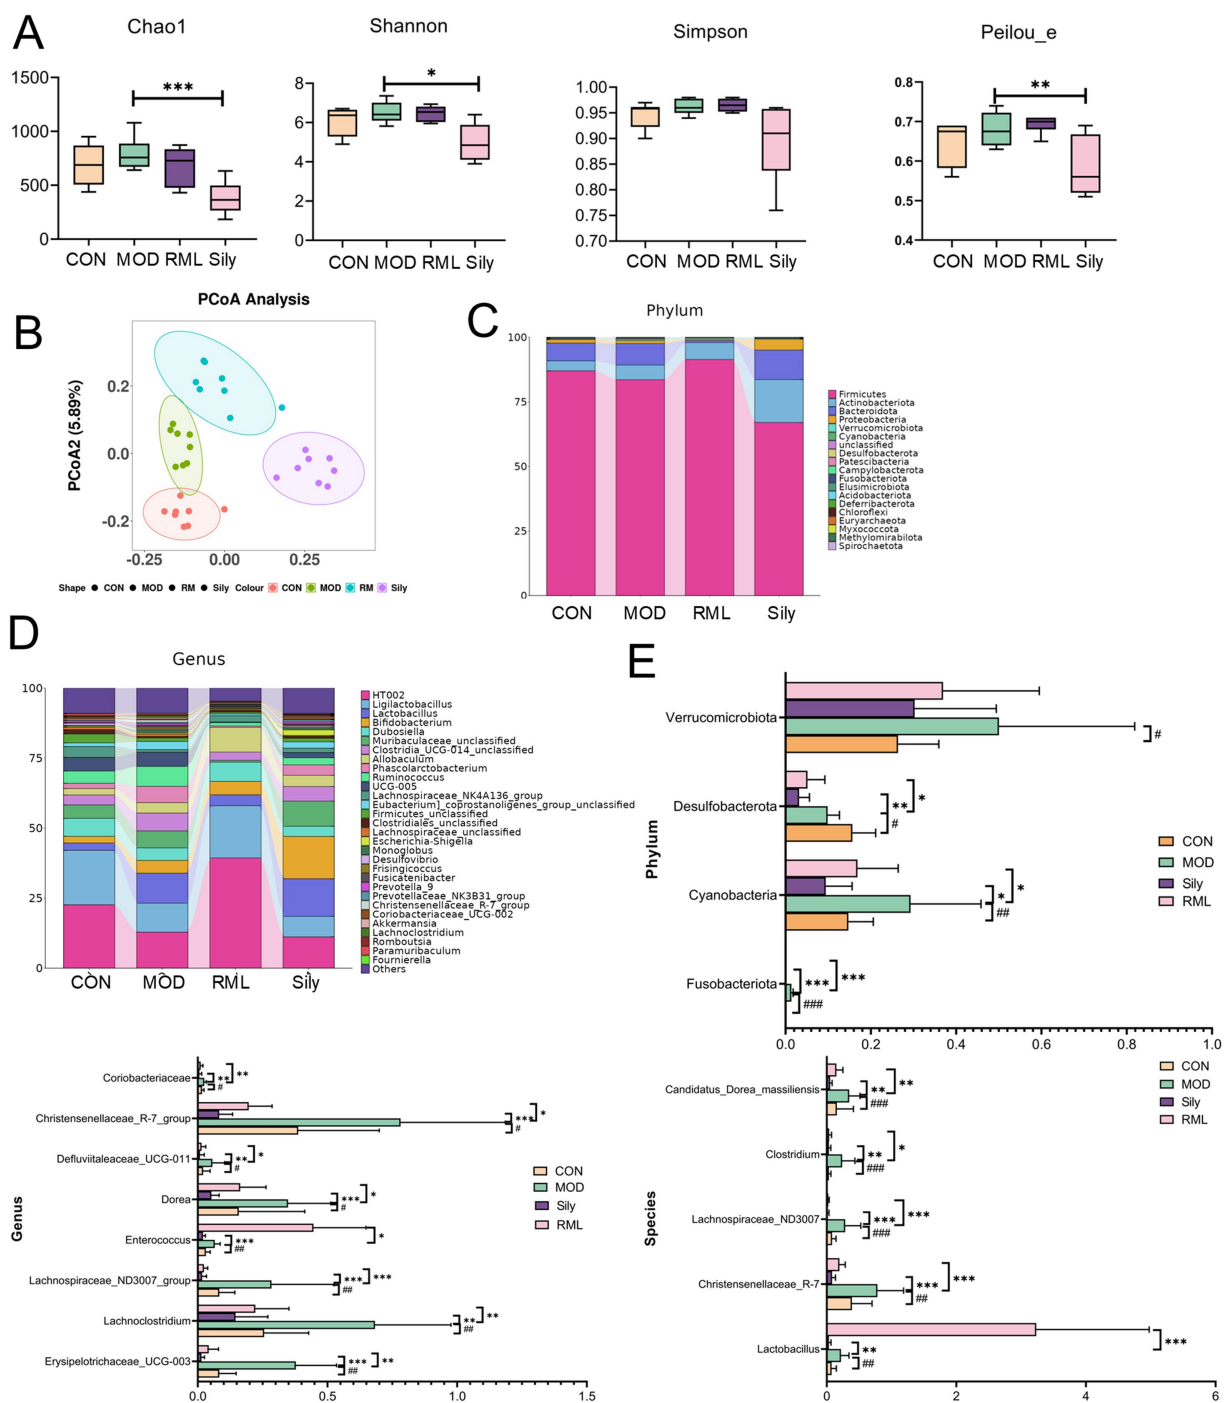 A
Chao1
Shannon
Simpson
Peilou_e
1500
1000
500
0
***
CON MOD RML Sily
8
6
4
2
0
*
CON MOD RML Sily
1.00
0.95
0.90
0.85
0.80
0.75
0.70
CON MOD RML Sily
0.8
0.7
0.6
0.5
0.4
**
CON MOD RML Sily
B
PCoA Analysis
PCoA2 (5.89%)
0.2
0.0
-0.2
-0.25 0.00 0.25
Shape CON MOD RM Sily Colour CON MOD RM Sily
C
Phylum
100
75
50
25
0
CON MOD RML Sily
Firmicutes
Actinobacteriota
Bacteroidota
Proteobacteria
Verrucomicrobiota
Cyanobacteria
unclassified
Desulfobacterota
Patescibacteria
Campylobacterota
Fusobacteriota
Elusimicrobiota
Acidobacteriota
Deferribacterota
Chloroflexi
Euryarchaeota
Myxococcota
Methylomirabilota
Spirochaetota
D
Genus
100
75
50
25
0
CON MOD RML Sily
HT002
Ligilactobacillus
Lactobacillus
Bifidobacterium
Dubosiella
Muribaculaceae_unclassified
Clostridia_UCG-014_unclassified
Allobaculum
Phascolarctobacterium
Ruminococcus
UCG-005
Lachnospiraceae_NK4A136_group
Eubacterium]_coprostanoligenes_group_unclassified
Firmicutes_unclassified
Clostridiales_unclassified
Lachnospiraceae_unclassified
Escherichia-Shigella
Monoglobus
Desulfovibrio
Frisingicoccus
Fusicatenibacter
Prevotella_9
Prevotellaceae_NK3B31_group
Christensenellaceae_R-7_group
Coriobacteriaceae_UCG-002
Akkermansia
Lachnoclostridium
Romboutsia
Paramuribaculum
Fournierella
Others
E
Phylum
Verrucomicrobiota
#
Desulfobacterota
** *
#
Cyanobacteria
* *
##
Fusobacteriota
*** ***
###
0.0 0.2 0.4 0.6 0.8 1.0
CON
MOD
Sily
RML
Genus
Coriobacteriaceae
** **
#
Christensenellaceae_R-7_group
*** *
#
Defluviitaleaceae_UCG-011
** *
#
Dorea
*** *
#
Enterococcus
*** *
##
Lachnospiraceae_ND3007_group
*** ***
##
Lachnoclostridium
** **
##
Erysipelotrichaceae_UCG-003
*** **
##
0.0 0.5 1.0 1.5
CON
MOD
Sily
RML
Species
Candidatus_Dorea_massiliensis
** **
###
Clostridium
** *
###
Lachnospiraceae_ND3007
*** ***
###
Christensenellaceae_R-7
*** ***
##
Lactobacillus
** ***
##
0 2 4 6
CON
MOD
Sily
RML